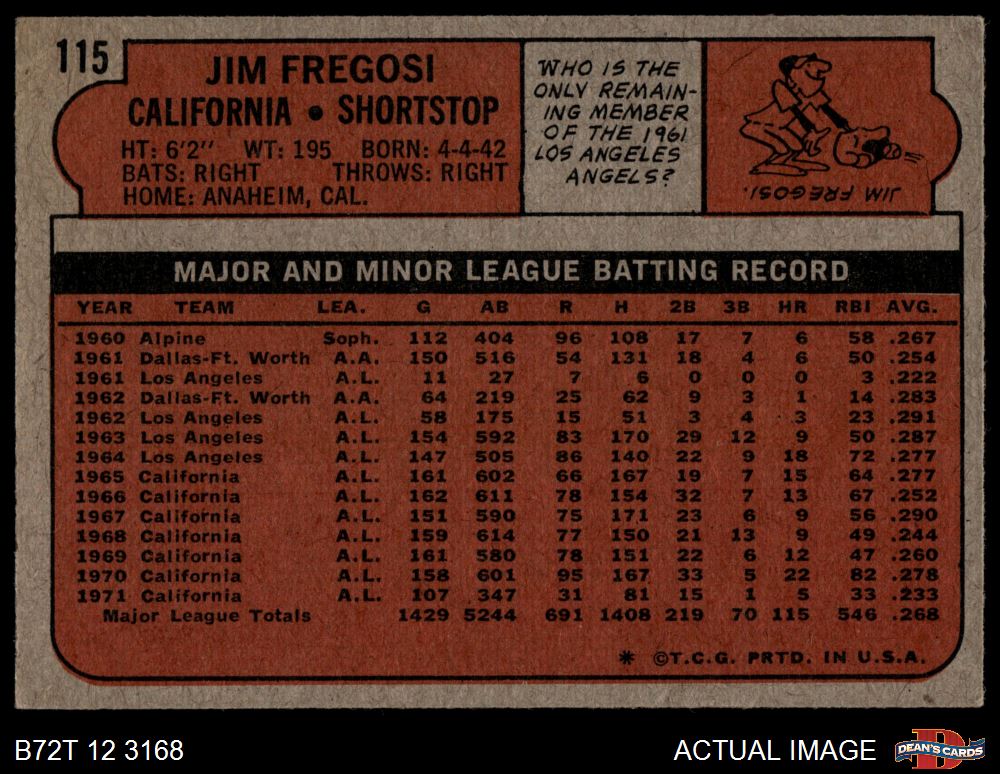 115
JIM FREGOSI
CALIFORNIA • SHORTSTOP
HT: 6'2" WT: 195 BORN: 4-4-42
BATS: RIGHT THROWS: RIGHT
HOME: ANAHEIM, CAL.
WHO IS THE
ONLY REMAIN-
ING MEMBER
OF THE 1961
LOS ANGELES
ANGELS?
JIM FREGOSI.
MAJOR AND MINOR LEAGUE BATTING RECORD
YEAR TEAM LEA. G AB R H 2B 3B HR RBI AVG.
1960 Alpine Soph. 112 404 96 108 17 7 6 58 .267
1961 Dallas-Ft. Worth A.A. 150 516 54 131 18 4 6 50 .254
1961 Los Angeles A.L. 11 27 7 6 0 0 0 3 .222
1962 Dallas-Ft. Worth A.A. 64 219 25 62 9 3 1 14 .283
1962 Los Angeles A.L. 58 175 15 51 3 4 3 23 .291
1963 Los Angeles A.L. 154 592 83 170 29 12 9 50 .287
1964 Los Angeles A.L. 147 505 86 140 22 9 18 72 .277
1965 California A.L. 161 602 66 167 19 7 15 64 .277
1966 California A.L. 162 611 78 154 32 7 13 67 .252
1967 California A.L. 151 590 75 171 23 6 9 56 .290
1968 California A.L. 159 614 77 150 21 13 9 49 .244
1969 California A.L. 161 580 78 151 22 6 12 47 .260
1970 California A.L. 158 601 95 167 33 5 22 82 .278
1971 California A.L. 107 347 31 81 15 1 5 33 .233
Major League Totals 1429 5244 691 1408 219 70 115 546 .268
* ©T.C.G. PRTD. IN U.S.A.
B72T 12 3168
ACTUAL IMAGE
DEAN'S CARDS